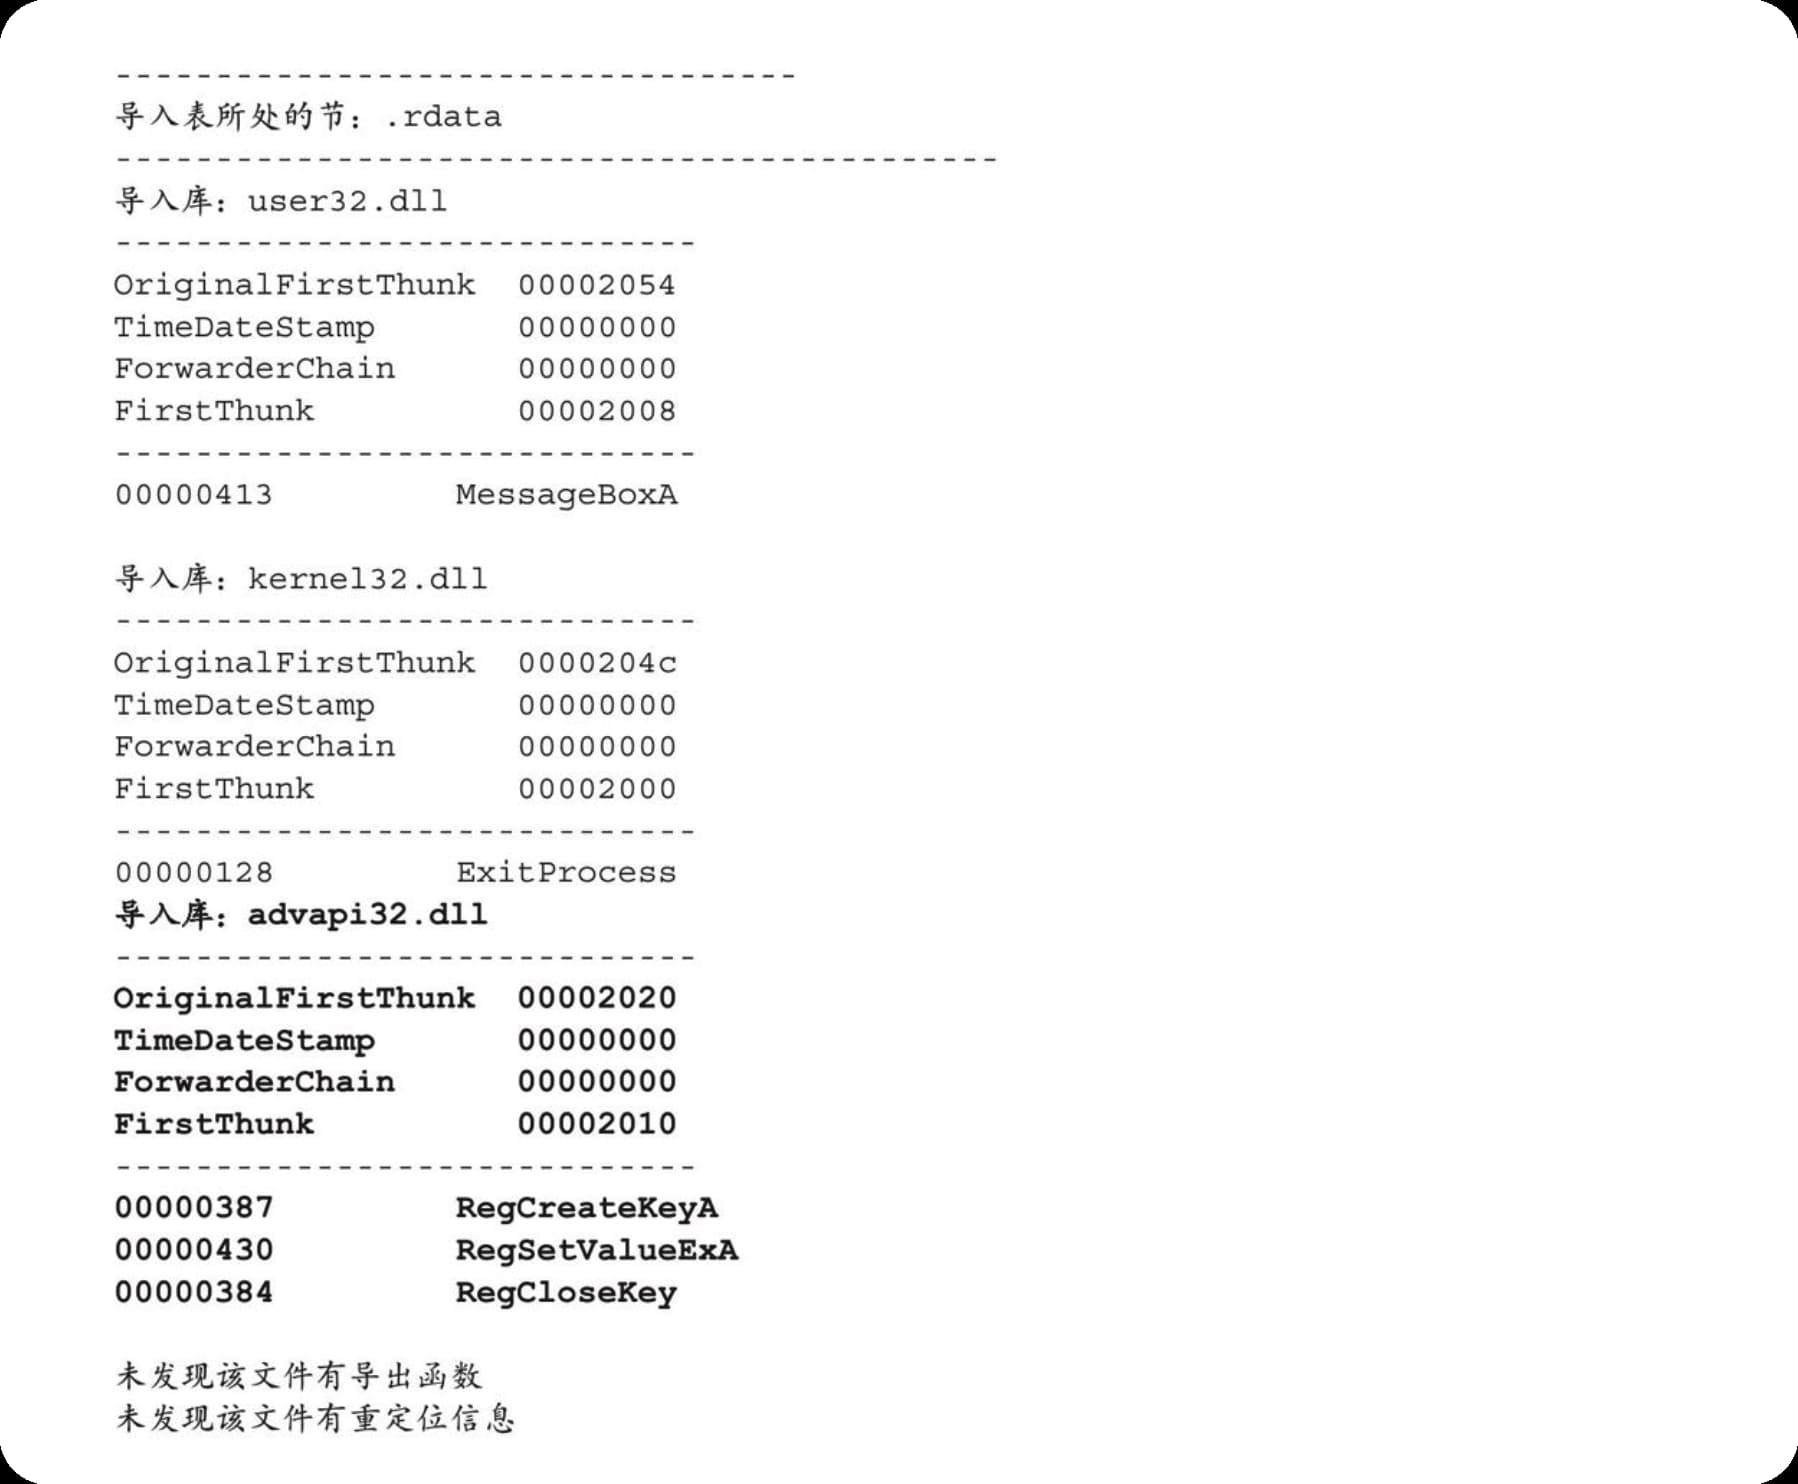 ----------------------------------
导入表所处的节：.rdata
--------------------------------------------
导入库：user32.dll
-----------------------------
OriginalFirstThunk  00002054
TimeDateStamp       00000000
ForwarderChain      00000000
FirstThunk          00002008
-----------------------------
00000413         MessageBoxA
导入库：kernel32.dll
-----------------------------
OriginalFirstThunk  0000204c
TimeDateStamp       00000000
ForwarderChain      00000000
FirstThunk          00002000
-----------------------------
00000128         ExitProcess
导入库：advapi32.dll
-----------------------------
OriginalFirstThunk  00002020
TimeDateStamp       00000000
ForwarderChain      00000000
FirstThunk          00002010
-----------------------------
00000387         RegCreateKeyA
00000430         RegSetValueExA
00000384         RegCloseKey
未发现该文件有导出函数
未发现该文件有重定位信息